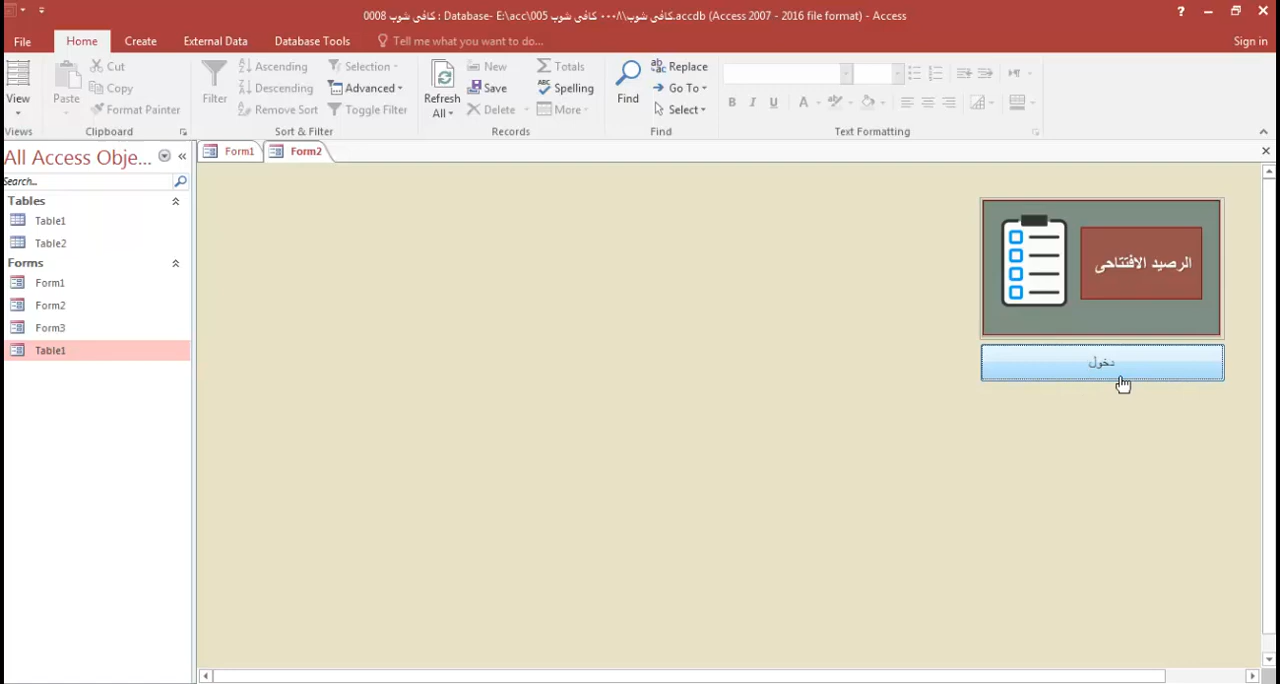 كافى شوب 0008 : Database- E:\acc\005 كافى شوب ٠٠٠٨\كافى شوب.accdb (Access 2007 - 2016 file format) - Access
?
File
Home
Create
External Data
Database Tools
Tell me what you want to do...
Sign in
View
Paste
Cut
Copy
Format Painter
Filter
Ascending
Descending
Remove Sort
Selection
Advanced
Toggle Filter
Refresh
All
New
Save
Delete
Totals
Spelling
More
Find
Replace
Go To
Select
B I U A
Views
Clipboard
Sort & Filter
Records
Find
Text Formatting
All Access Obje...
Form1
Form2
Search...
Tables
Table1
Table2
Forms
Form1
Form2
Form3
Table1
الرصيد الافتتاحى
دخول